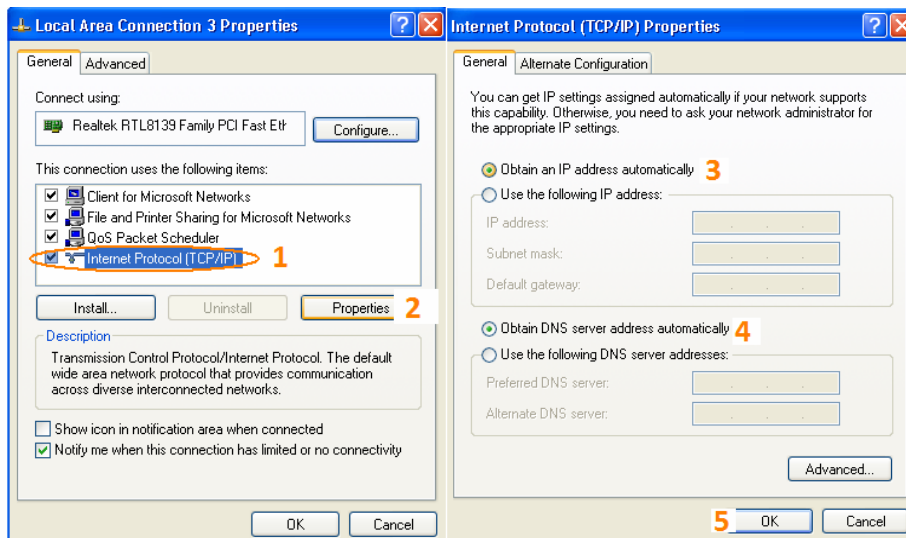 Local Area Connection 3 Properties
General
Advanced
Connect using:
Realtek RTL8139 Family PCI Fast Eth
Configure...
This connection uses the following items:
Client for Microsoft Networks
File and Printer Sharing for Microsoft Networks
QoS Packet Scheduler
Internet Protocol (TCP/IP)
1
Install...
Uninstall
Properties
2
Description
Transmission Control Protocol/Internet Protocol. The default
wide area network protocol that provides communication
across diverse interconnected networks.
Show icon in notification area when connected
Notify me when this connection has limited or no connectivity
OK
Cancel
Internet Protocol (TCP/IP) Properties
General
Alternate Configuration
You can get IP settings assigned automatically if your network supports
this capability. Otherwise, you need to ask your network administrator for
the appropriate IP settings.
Obtain an IP address automatically
3
Use the following IP address:
IP address:
Subnet mask:
Default gateway:
Obtain DNS server address automatically
4
Use the following DNS server addresses:
Preferred DNS server:
Alternate DNS server:
Advanced...
5
OK
Cancel